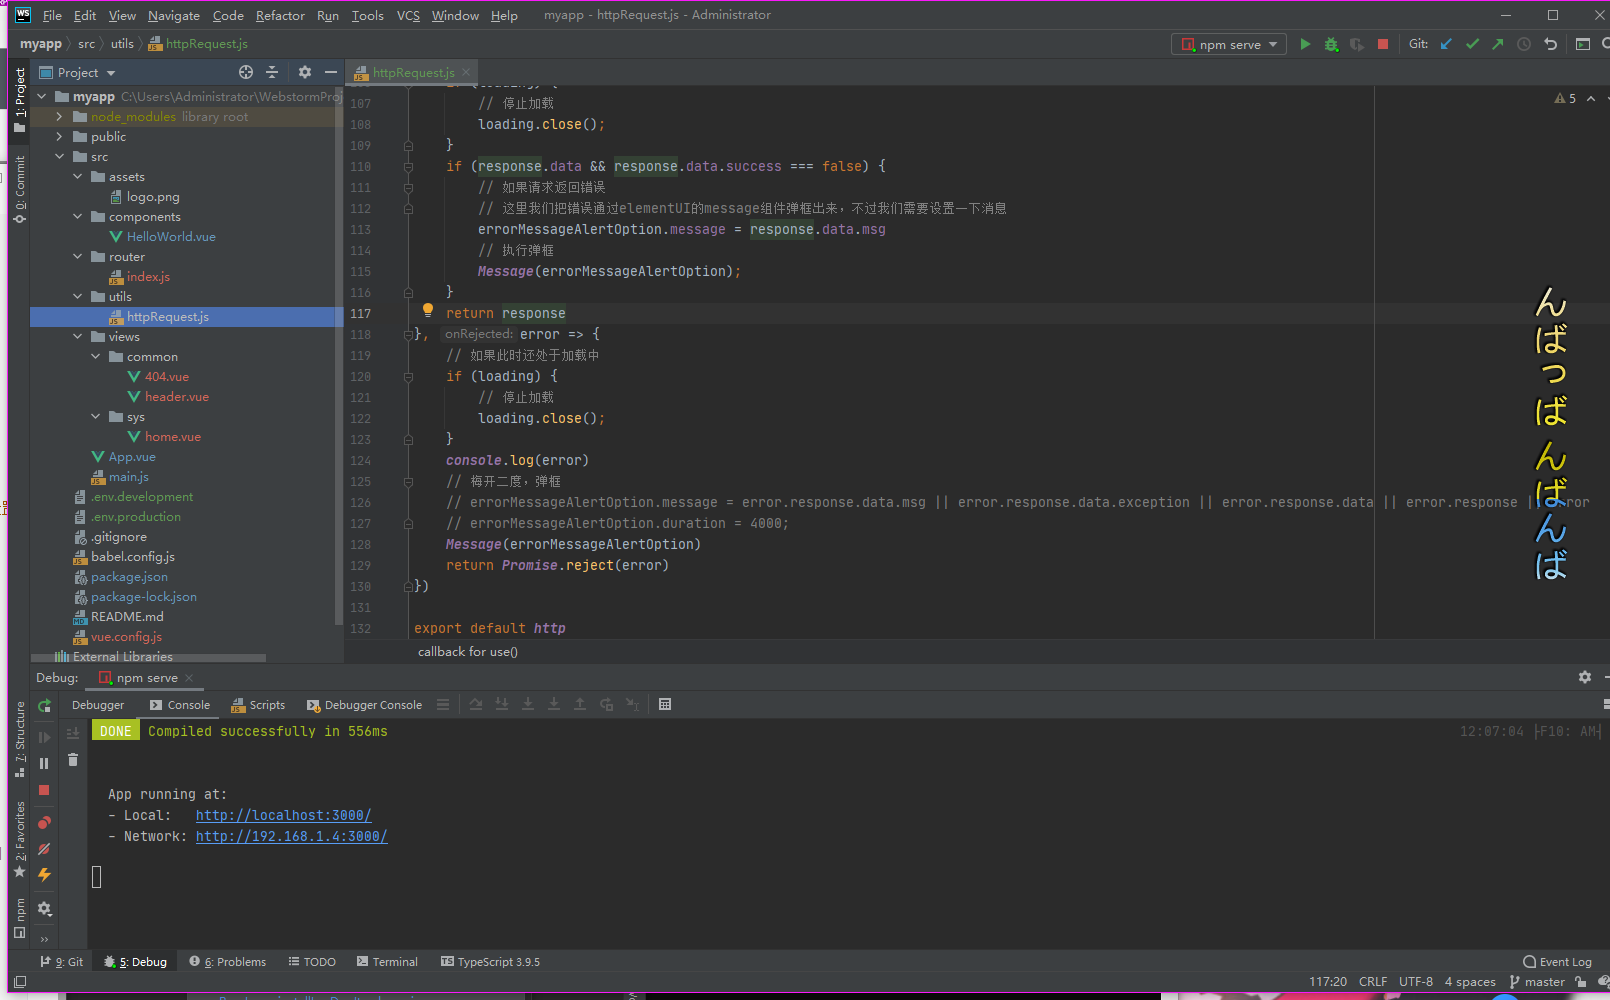 WS File Edit View Navigate Code Refactor Run Tools VCS Window Help myapp - httpRequest.js - Administrator
myapp src utils httpRequest.js npm serve Git:
Project httpRequest.js
myapp C:\Users\Administrator\WebstormProj
node_modules library root
public
src
assets
logo.png
components
HelloWorld.vue
router
index.js
utils
httpRequest.js
views
common
404.vue
header.vue
sys
home.vue
App.vue
main.js
.env.development
.env.production
.gitignore
babel.config.js
package.json
package-lock.json
README.md
vue.config.js
External Libraries
1: Project
0: Commit
7: Structure
2: Favorites
npm
5
107 // 停止加载
108 loading.close();
109 }
110 if (response.data && response.data.success === false) {
111 // 如果请求返回错误
112 // 这里我们把错误通过elementUI的message组件弹框出来，不过我们需要设置一下消息
113 errorMessageAlertOption.message = response.data.msg
114 // 执行弹框
115 Message(errorMessageAlertOption);
116 }
117 return response
118 }, onRejected: error => {
119 // 如果此时还处于加载中
120 if (loading) {
121 // 停止加载
122 loading.close();
123 }
124 console.log(error)
125 // 梅开二度，弹框
126 // errorMessageAlertOption.message = error.response.data.msg || error.response.data.exception || error.response.data || error.response || error
127 // errorMessageAlertOption.duration = 4000;
128 Message(errorMessageAlertOption)
129 return Promise.reject(error)
130 })
131
132 export default http
callback for use()
んばっば んばんば
Debug: npm serve
Debugger Console Scripts Debugger Console
DONE Compiled successfully in 556ms 12:07:04 ├F10: AM┤
App running at:
- Local: http://localhost:3000/
- Network: http://192.168.1.4:3000/
9: Git 5: Debug 6: Problems TODO Terminal TypeScript 3.9.5 Event Log
117:20 CRLF UTF-8 4 spaces master